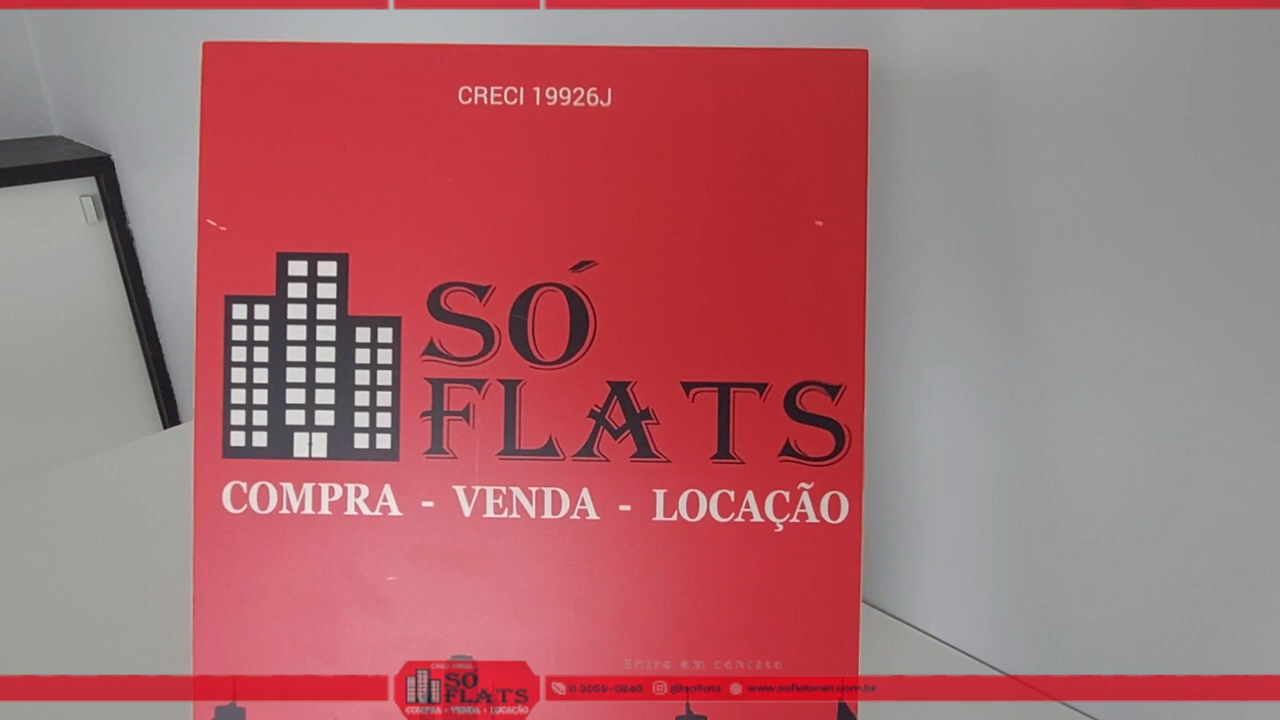 CRECI 19926J
SÓ
FLATS
COMPRA - VENDA - LOCAÇÃO
Entre em contato
SÓ
FLATS
COMPRA - VENDA - LOCAÇÃO
@soflats